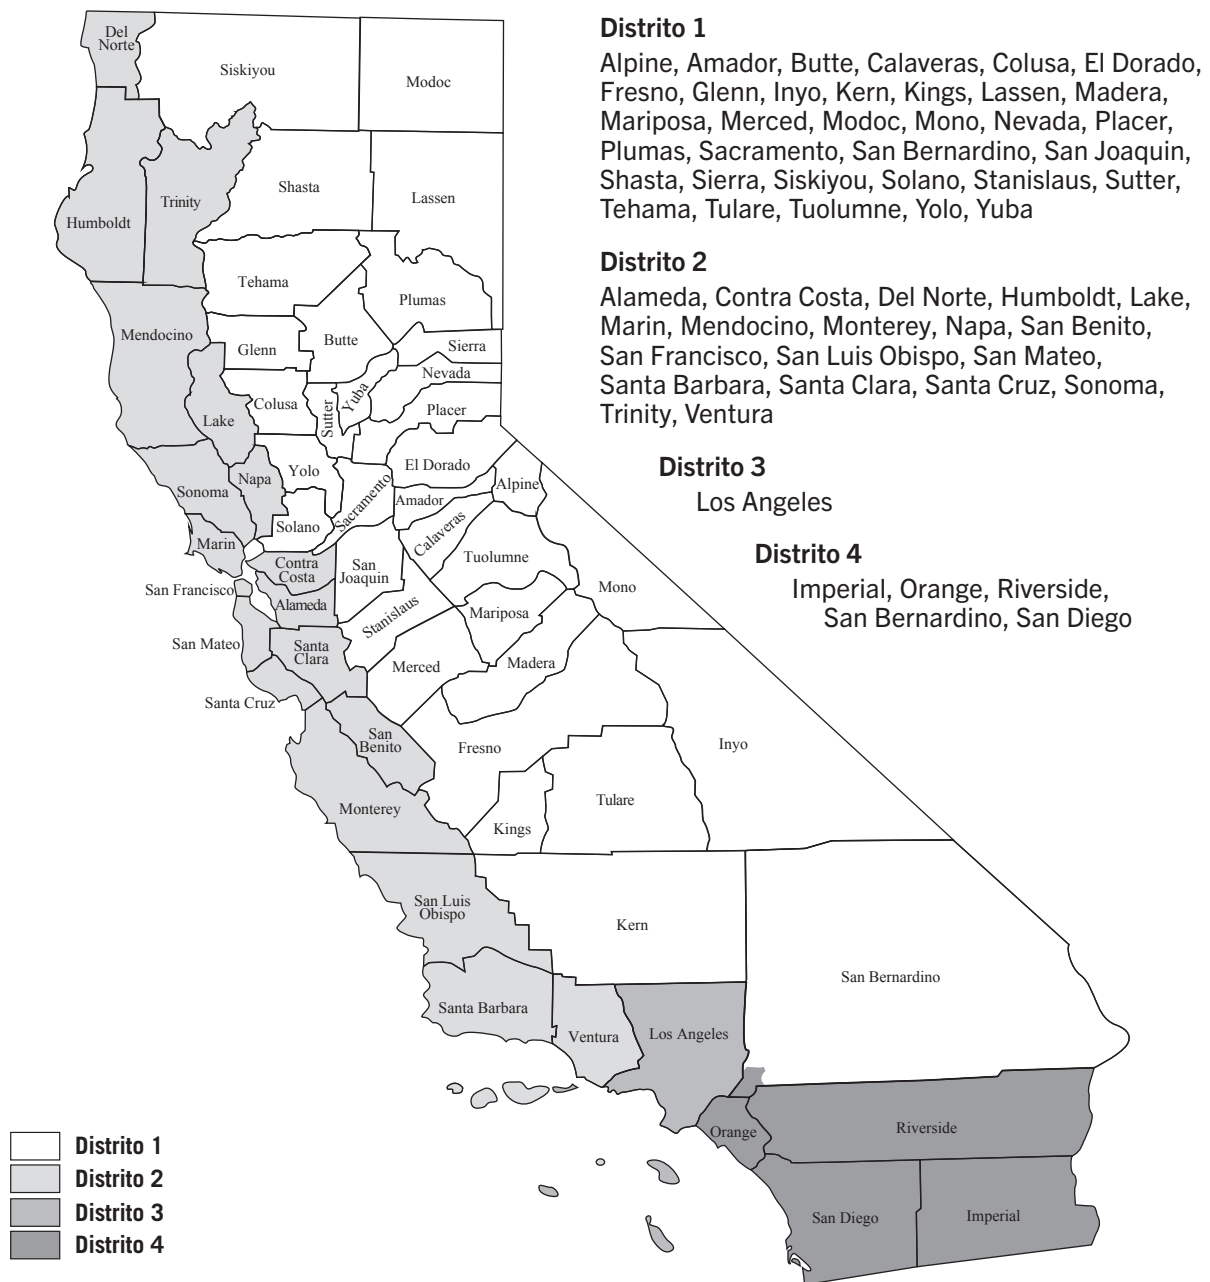 Distrito 1
Alpine, Amador, Butte, Calaveras, Colusa, El Dorado,
Fresno, Glenn, Inyo, Kern, Kings, Lassen, Madera,
Mariposa, Merced, Modoc, Mono, Nevada, Placer,
Plumas, Sacramento, San Bernardino, San Joaquin,
Shasta, Sierra, Siskiyou, Solano, Stanislaus, Sutter,
Tehama, Tulare, Tuolumne, Yolo, Yuba
Distrito 2
Alameda, Contra Costa, Del Norte, Humboldt, Lake,
Marin, Mendocino, Monterey, Napa, San Benito,
San Francisco, San Luis Obispo, San Mateo,
Santa Barbara, Santa Clara, Santa Cruz, Sonoma,
Trinity, Ventura
Distrito 3
Los Angeles
Distrito 4
Imperial, Orange, Riverside,
San Bernardino, San Diego
Del
Norte
Siskiyou
Modoc
Shasta
Lassen
Trinity
Humboldt
Tehama
Plumas
Mendocino
Glenn
Butte
Sierra
Nevada
Yuba
Sutter
Colusa
Placer
Lake
El Dorado
Yolo
Napa
Sonoma
Sacramento
Amador
Alpine
Solano
Calaveras
Marin
Tuolumne
Contra
Costa
San
Joaquin
San Francisco
Mono
Alameda
Stanislaus
Mariposa
San Mateo
Santa
Clara
Merced
Madera
Santa Cruz
San
Benito
Fresno
Inyo
Monterey
Tulare
Kings
San Luis
Obispo
Kern
San Bernardino
Santa Barbara
Ventura
Los Angeles
Orange
Riverside
San Diego
Imperial
Distrito 1
Distrito 2
Distrito 3
Distrito 4